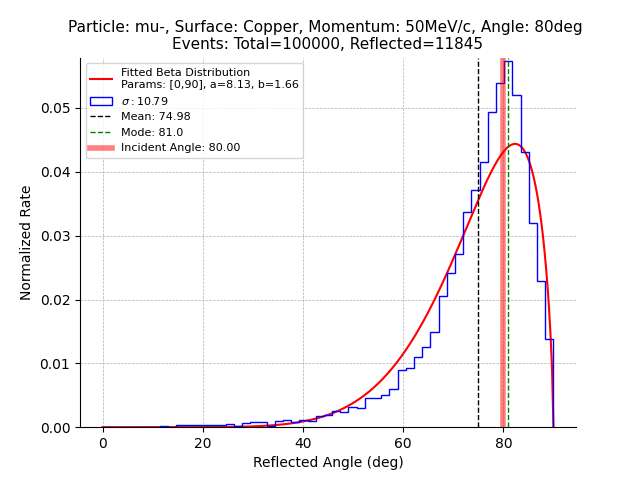 Particle: mu-, Surface: Copper, Momentum: 50MeV/c, Angle: 80deg
Events: Total=100000, Reflected=11845
Fitted Beta Distribution
Params: [0,90], a=8.13, b=1.66
σ: 10.79
Mean: 74.98
Mode: 81.0
Incident Angle: 80.00
Normalized Rate
0.05
0.04
0.03
0.02
0.01
0.00
0 20 40 60 80
Reflected Angle (deg)